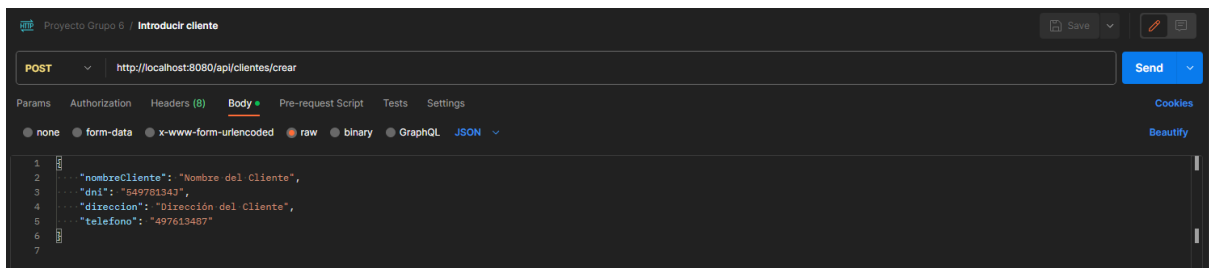 HTTP Proyecto Grupo 6 / Introducir cliente Save
POST http://localhost:8080/api/clientes/crear Send
Params Authorization Headers (8) Body Pre-request Script Tests Settings Cookies
none form-data x-www-form-urlencoded raw binary GraphQL JSON Beautify
1 {
2 "nombreCliente": "Nombre del Cliente",
3 "dni": "54978134J",
4 "direccion": "Dirección del Cliente",
5 "telefono": "497613487"
6 }
7